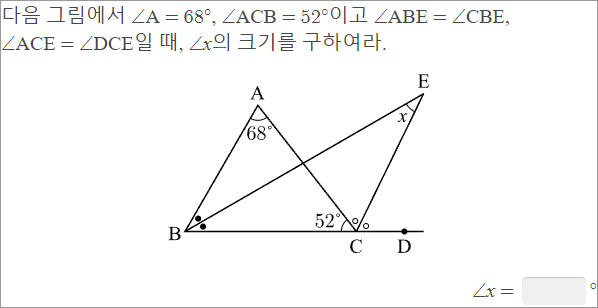 다음 그림에서 ∠A = 68°, ∠ACB = 52°이고 ∠ABE = ∠CBE,
∠ACE = ∠DCE일 때, ∠x의 크기를 구하여라.
E
A
x
68°
52°
B
C
D
∠x = °